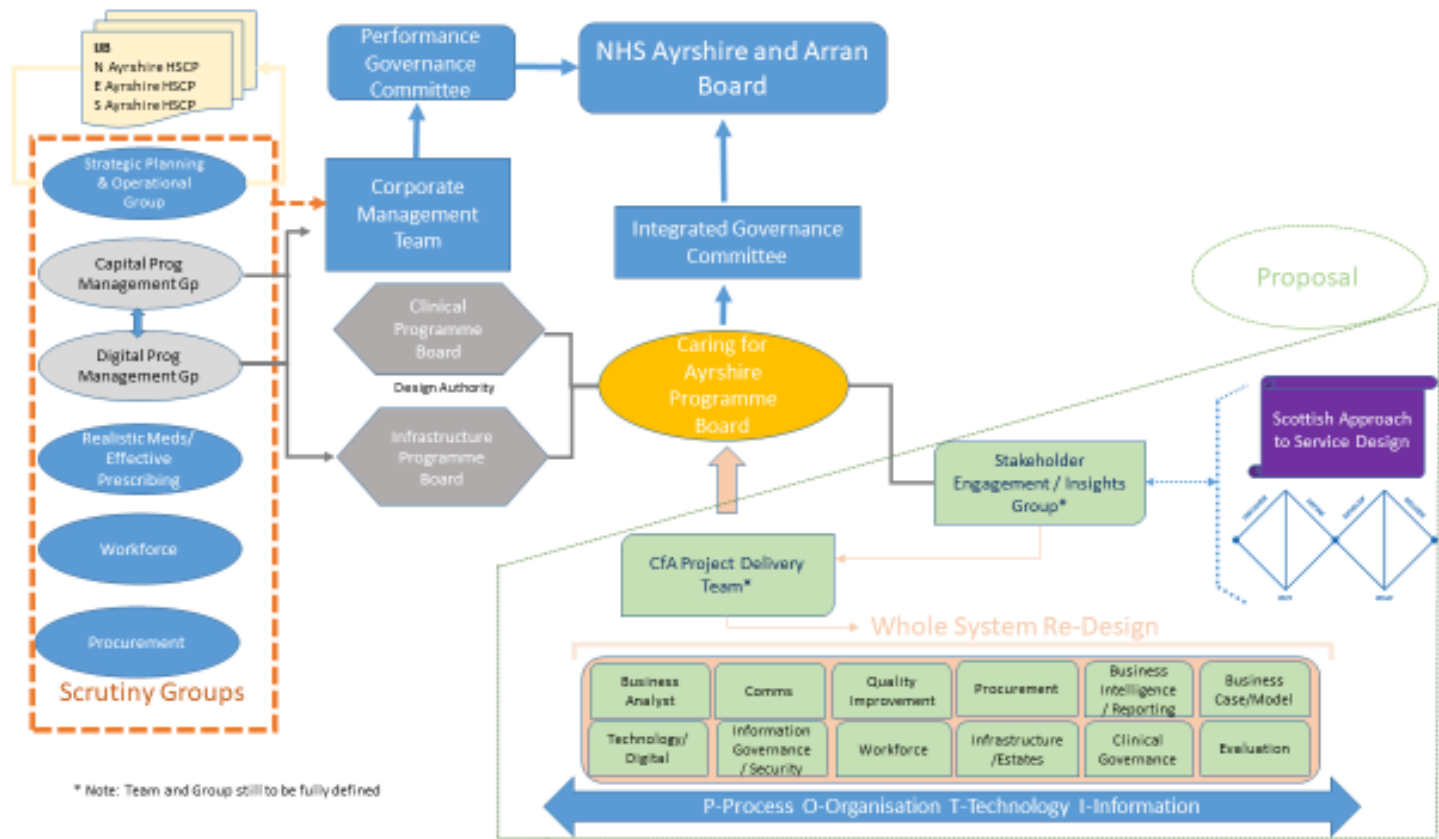 IJB
N Ayrshire HSCP
E Ayrshire HSCP
S Ayrshire HSCP
Performance
Governance
Committee
NHS Ayrshire and Arran
Board
Strategic Planning
& Operational
Group
Corporate
Management
Team
Integrated Governance
Committee
Capital Prog
Management Gp
Digital Prog
Management Gp
Realistic Meds/
Effective
Prescribing
Workforce
Procurement
Scrutiny Groups
Clinical
Programme
Board
Design Authority
Infrastructure
Programme
Board
Caring for
Ayrshire
Programme
Board
Proposal
Scottish Approach
to Service Design
Stakeholder
Engagement / Insights
Group*
CfA Project Delivery
Team*
Whole System Re-Design
Business
Analyst
Comms
Quality
Improvement
Procurement
Business
Intelligence
/ Reporting
Business
Case/Model
Technology/
Digital
Information
Governance
/ Security
Workforce
Infrastructure
/Estates
Clinical
Governance
Evaluation
P-Process O-Organisation T-Technology I-Information
* Note: Team and Group still to be fully defined